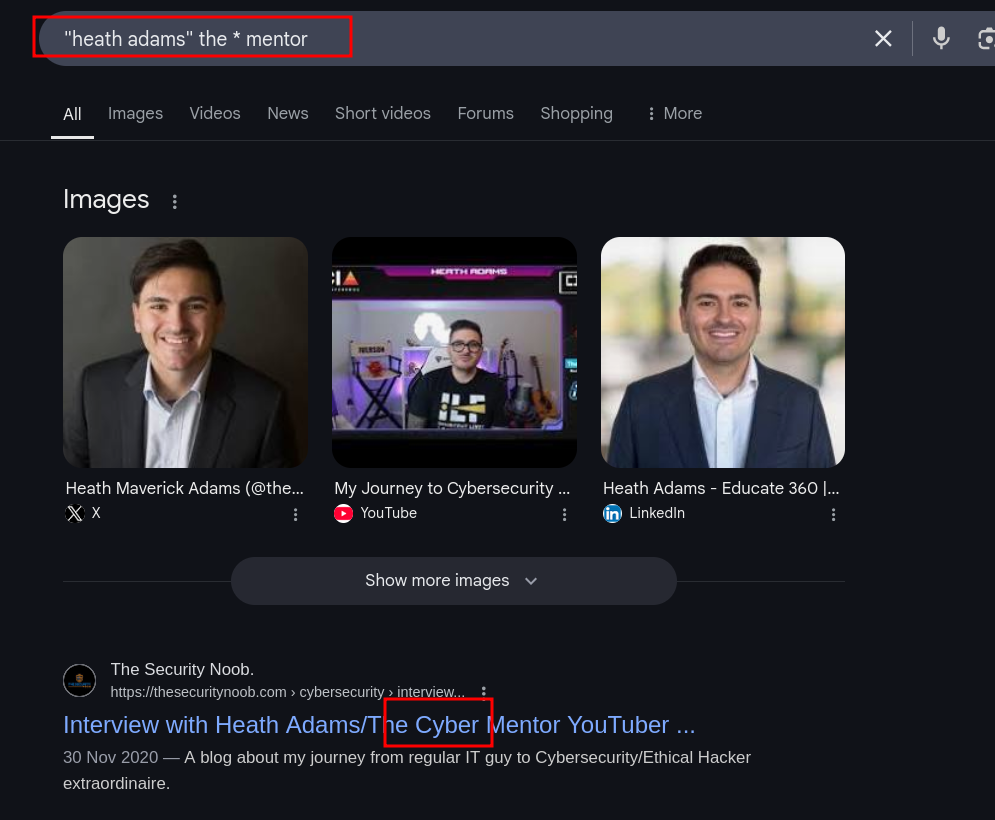 "heath adams" the * mentor
All Images Videos News Short videos Forums Shopping More
Images
HEATH ADAMS
Heath Maverick Adams (@the... My Journey to Cybersecurity ... Heath Adams - Educate 360 |...
X YouTube LinkedIn
Show more images
The Security Noob.
https://thesecuritynoob.com › cybersecurity › interview...
Interview with Heath Adams/The Cyber Mentor YouTuber ...
30 Nov 2020 — A blog about my journey from regular IT guy to Cybersecurity/Ethical Hacker
extraordinaire.